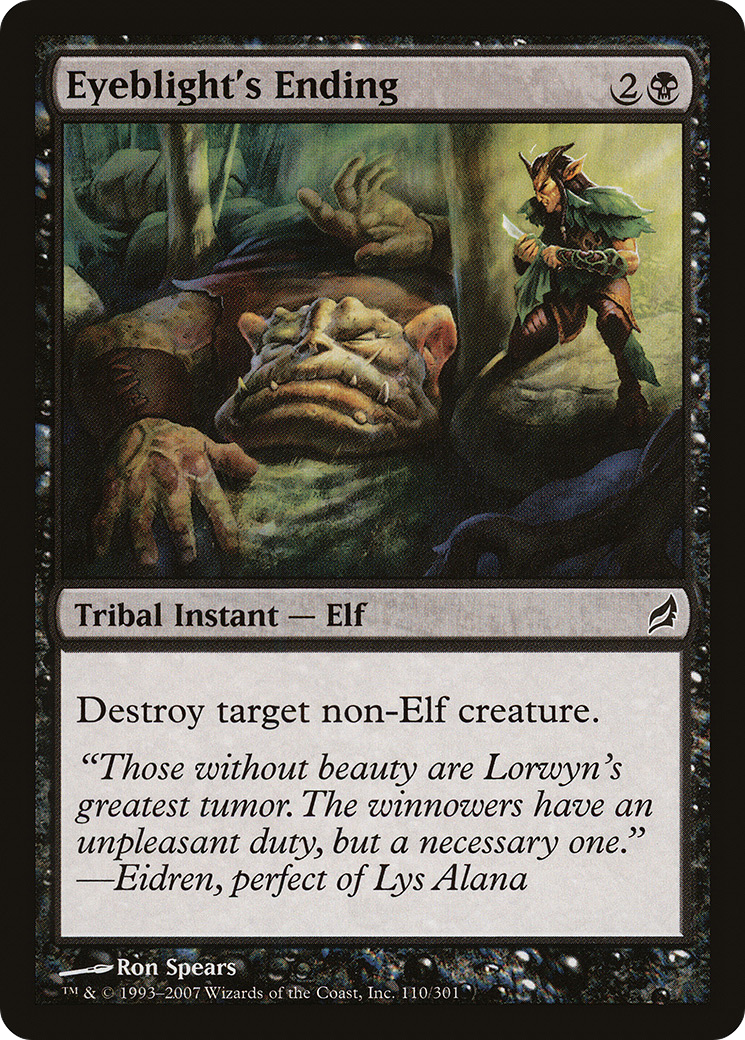 Eyeblight's Ending 2
Tribal Instant — Elf
Destroy target non-Elf creature.
“Those without beauty are Lorwyn’s
greatest tumor. The winnowers have an
unpleasant duty, but a necessary one.”
—Eidren, perfect of Lys Alana
Ron Spears
™ & © 1993–2007 Wizards of the Coast, Inc. 110/301